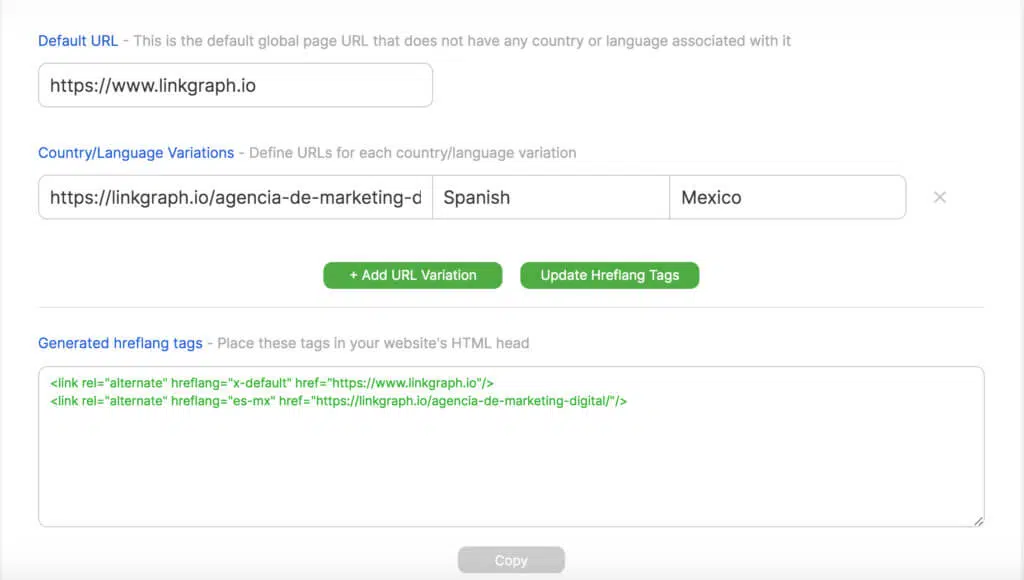 Default URL - This is the default global page URL that does not have any country or language associated with it
https://www.linkgraph.io
Country/Language Variations - Define URLs for each country/language variation
https://linkgraph.io/agencia-de-marketing-d Spanish Mexico ×
+ Add URL Variation Update Hreflang Tags
Generated hreflang tags - Place these tags in your website's HTML head
<link rel="alternate" hreflang="x-default" href="https://www.linkgraph.io"/>
<link rel="alternate" hreflang="es-mx" href="https://linkgraph.io/agencia-de-marketing-digital/"/>
Copy